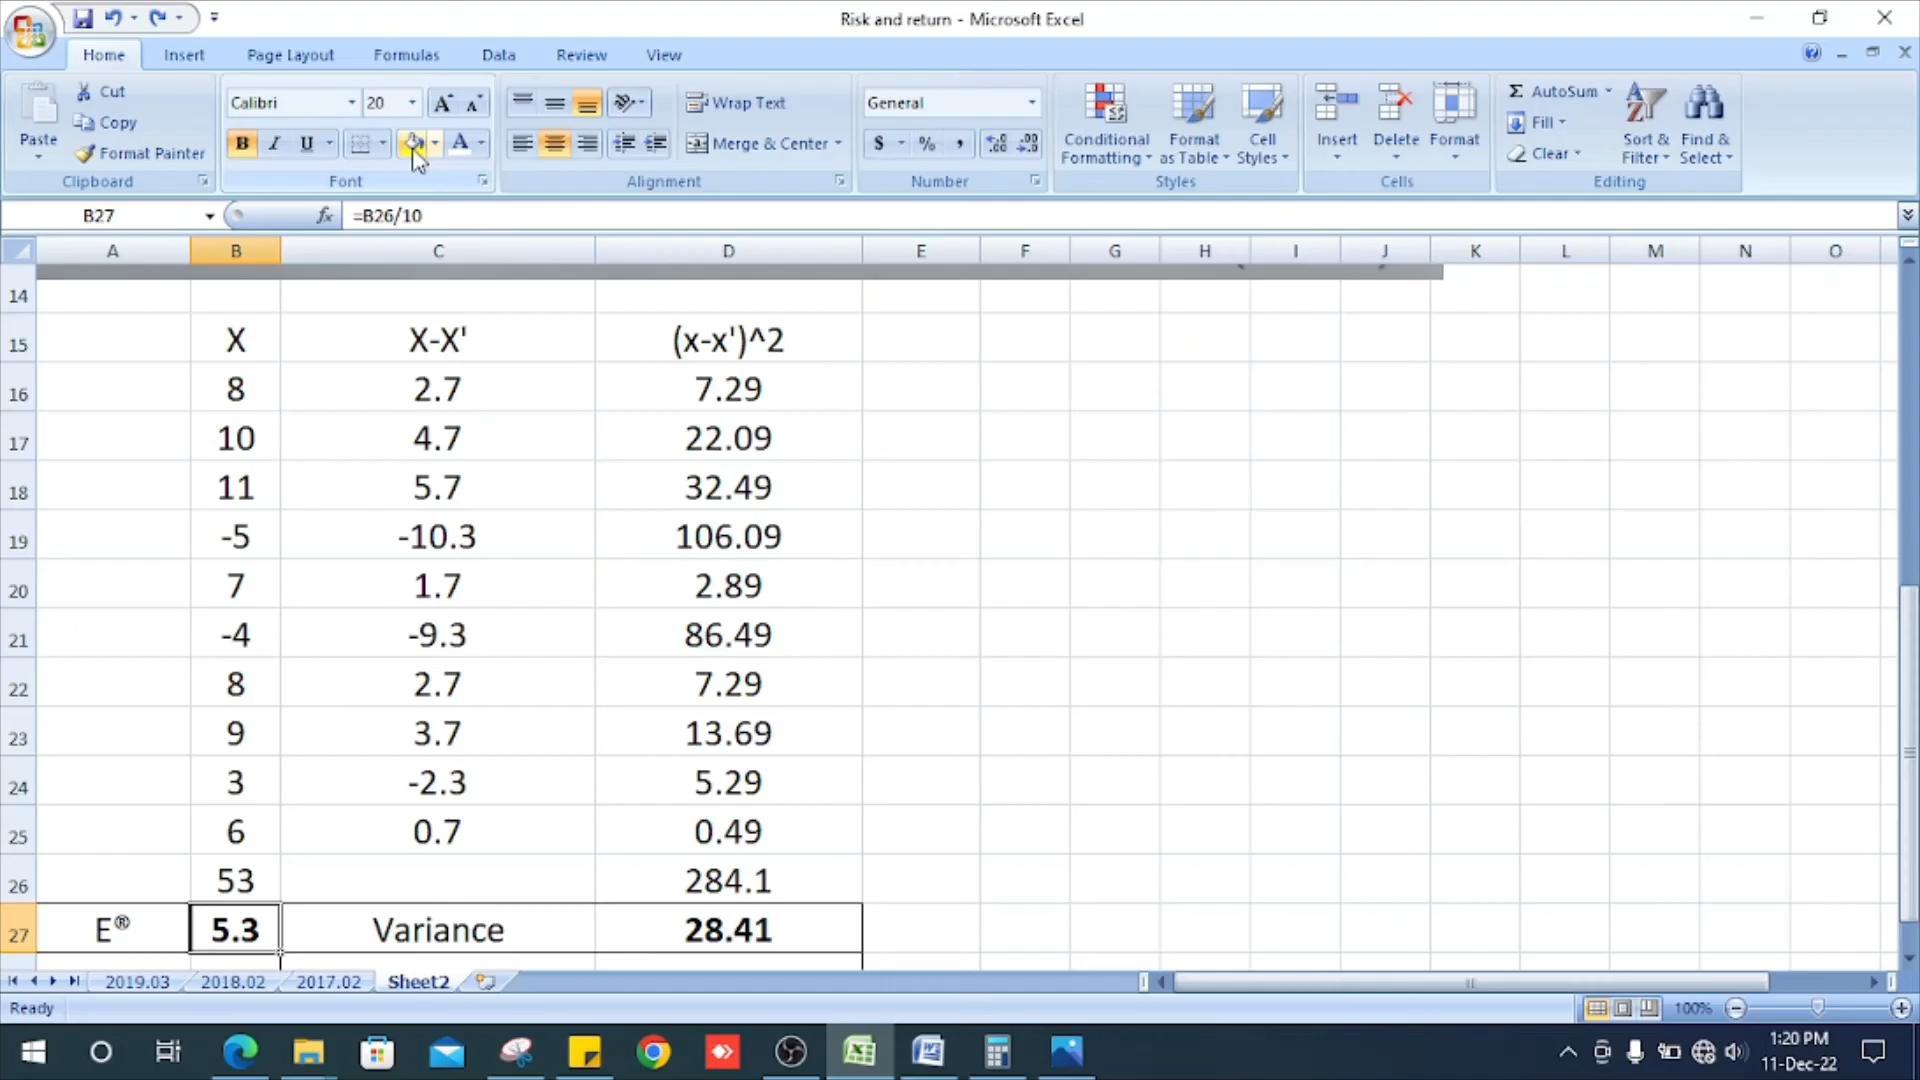 Risk and return - Microsoft Excel
Home Insert Page Layout Formulas Data Review View
Paste
Cut
Copy
Format Painter
Clipboard
Calibri 20 A A
B I U A
Font
Wrap Text
Merge & Center
Alignment
General
$ % , .00
Number
Conditional Formatting
Format as Table
Cell Styles
Styles
Insert Delete Format
Cells
Σ AutoSum
Fill
Clear
Sort & Filter
Find & Select
Editing
B27 fx =B26/10
A B C D E F G H I J K L M N O
14
15 X X-X' (x-x')^2
16 8 2.7 7.29
17 10 4.7 22.09
18 11 5.7 32.49
19 -5 -10.3 106.09
20 7 1.7 2.89
21 -4 -9.3 86.49
22 8 2.7 7.29
23 9 3.7 13.69
24 3 -2.3 5.29
25 6 0.7 0.49
26 53 284.1
27 E® 5.3 Variance 28.41
2019.03 2018.02 2017.02 Sheet2
Ready 100%
1:20 PM
11-Dec-22